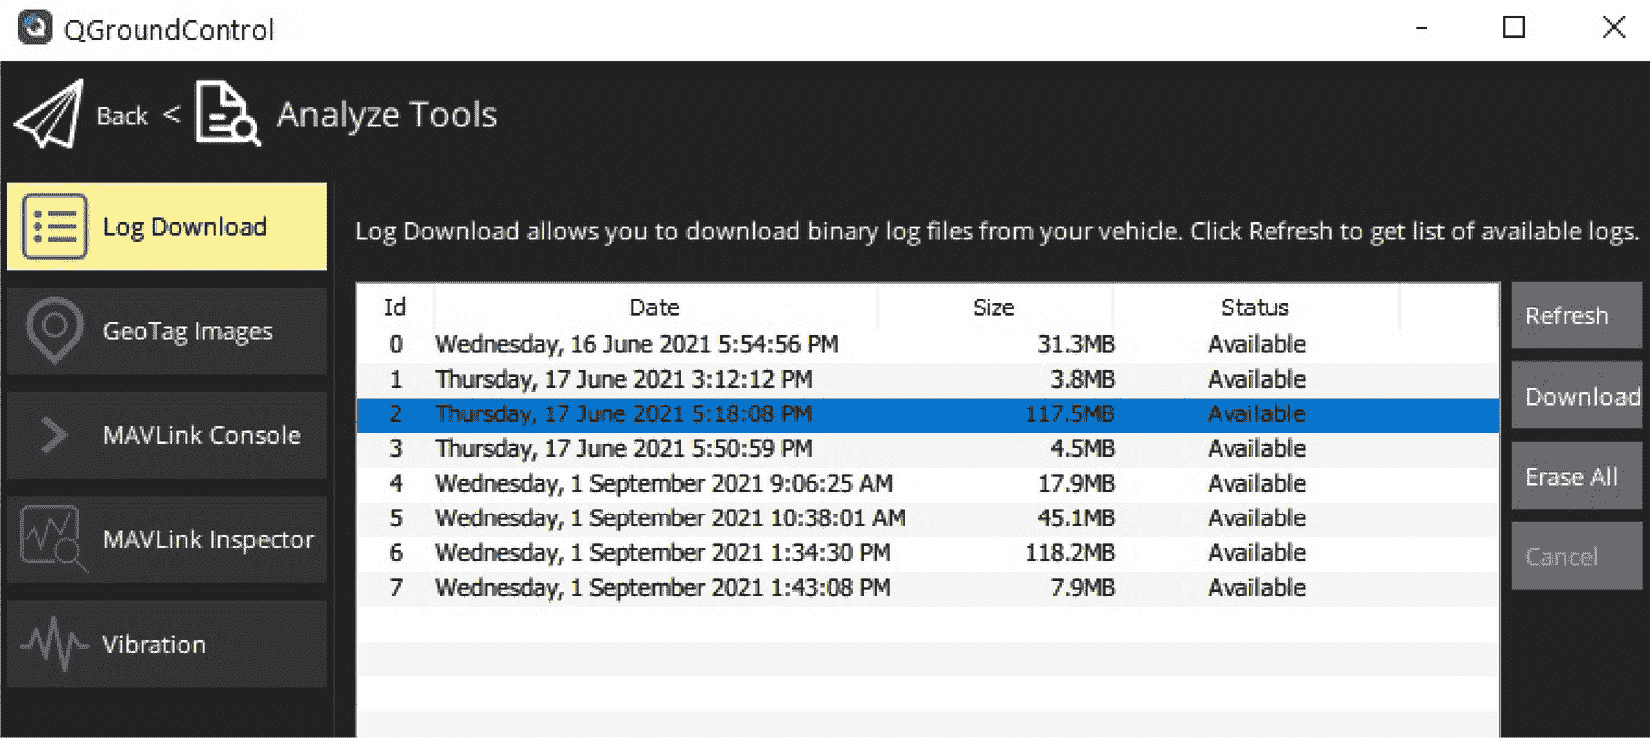 QGroundControl
Back < Analyze Tools
Log Download
GeoTag Images
MAVLink Console
MAVLink Inspector
Vibration
Log Download allows you to download binary log files from your vehicle. Click Refresh to get list of available logs.
Id Date Size Status
0 Wednesday, 16 June 2021 5:54:56 PM 31.3MB Available
1 Thursday, 17 June 2021 3:12:12 PM 3.8MB Available
2 Thursday, 17 June 2021 5:18:08 PM 117.5MB Available
3 Thursday, 17 June 2021 5:50:59 PM 4.5MB Available
4 Wednesday, 1 September 2021 9:06:25 AM 17.9MB Available
5 Wednesday, 1 September 2021 10:38:01 AM 45.1MB Available
6 Wednesday, 1 September 2021 1:34:30 PM 118.2MB Available
7 Wednesday, 1 September 2021 1:43:08 PM 7.9MB Available
Refresh
Download
Erase All
Cancel